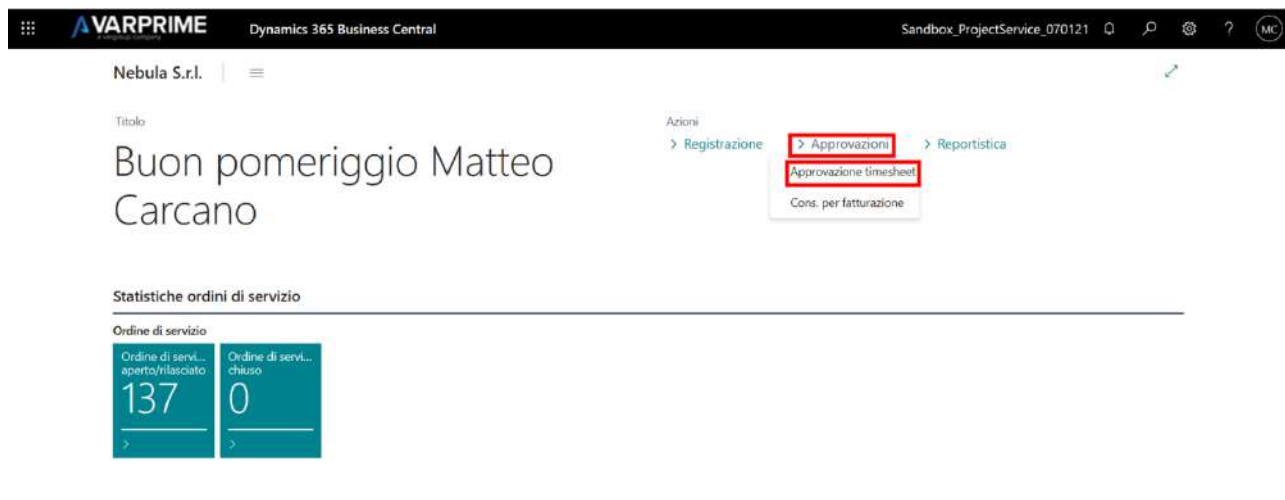 VARPRIME
a vargroup company
Dynamics 365 Business Central
Sandbox_ProjectService_070121
?
MC
Nebula S.r.l.
Titolo
Buon pomeriggio Matteo
Carcano
Azioni
> Registrazione
> Approvazioni
> Reportistica
Approvazione timesheet
Cons. per fatturazione
Statistiche ordini di servizio
Ordine di servizio
Ordine di servi...
aperto/rilasciato
137
>
Ordine di servi...
chiuso
0
>